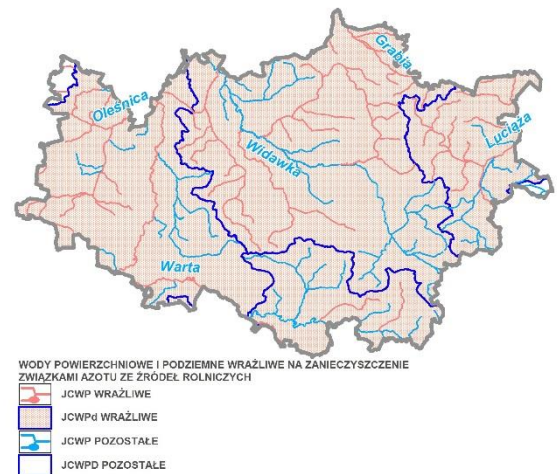 Grabia
Oleśnica
Luciąża
Widawka
Warta
WODY POWIERZCHNIOWE I PODZIEMNE WRAŻLIWE NA ZANIECZYSZCZENIE
ZWIĄZKAMI AZOTU ZE ŹRÓDEŁ ROLNICZYCH
JCWP WRAŻLIWE
JCWPd WRAŻLIWE
JCWP POZOSTAŁE
JCWPD POZOSTAŁE